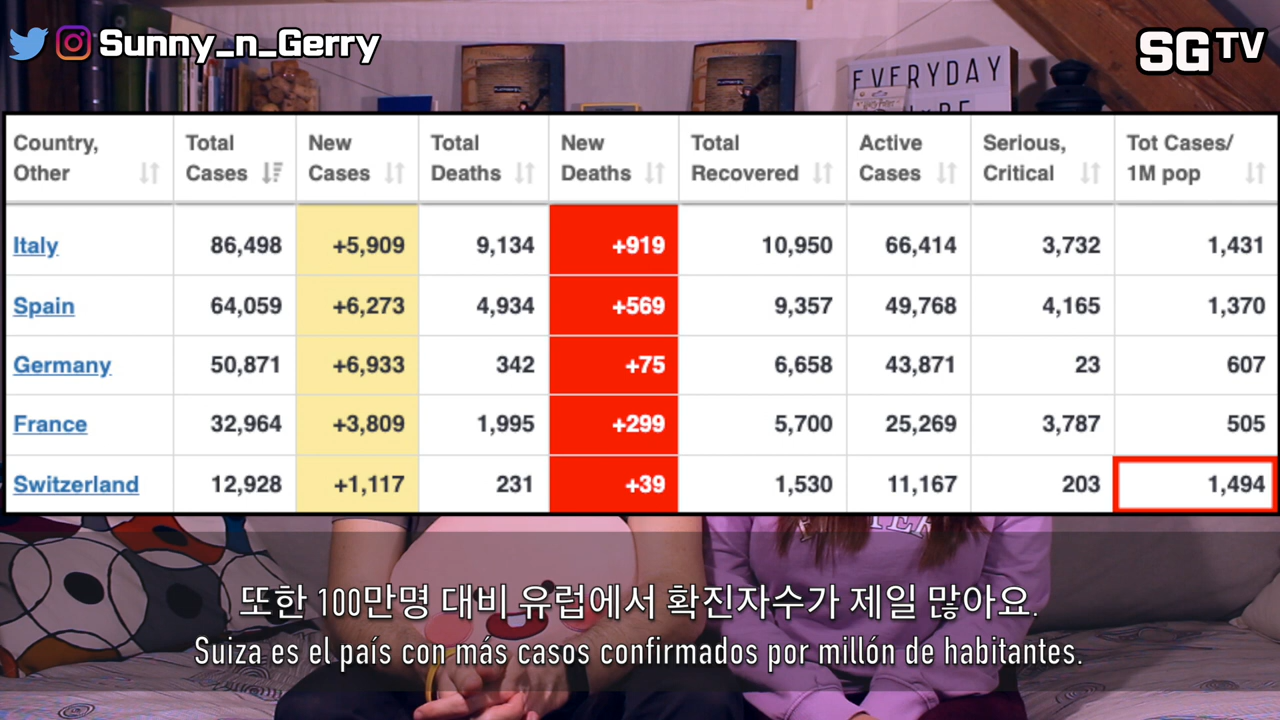 Sunny_n_Gerry
SG TV
EVERYDAY
Country, Other Total Cases New Cases Total Deaths New Deaths Total Recovered Active Cases Serious, Critical Tot Cases/ 1M pop
Italy 86,498 +5,909 9,134 +919 10,950 66,414 3,732 1,431
Spain 64,059 +6,273 4,934 +569 9,357 49,768 4,165 1,370
Germany 50,871 +6,933 342 +75 6,658 43,871 23 607
France 32,964 +3,809 1,995 +299 5,700 25,269 3,787 505
Switzerland 12,928 +1,117 231 +39 1,530 11,167 203 1,494
또한 100만명 대비 유럽에서 확진자수가 제일 많아요.
Suiza es el país con más casos confirmados por millón de habitantes.